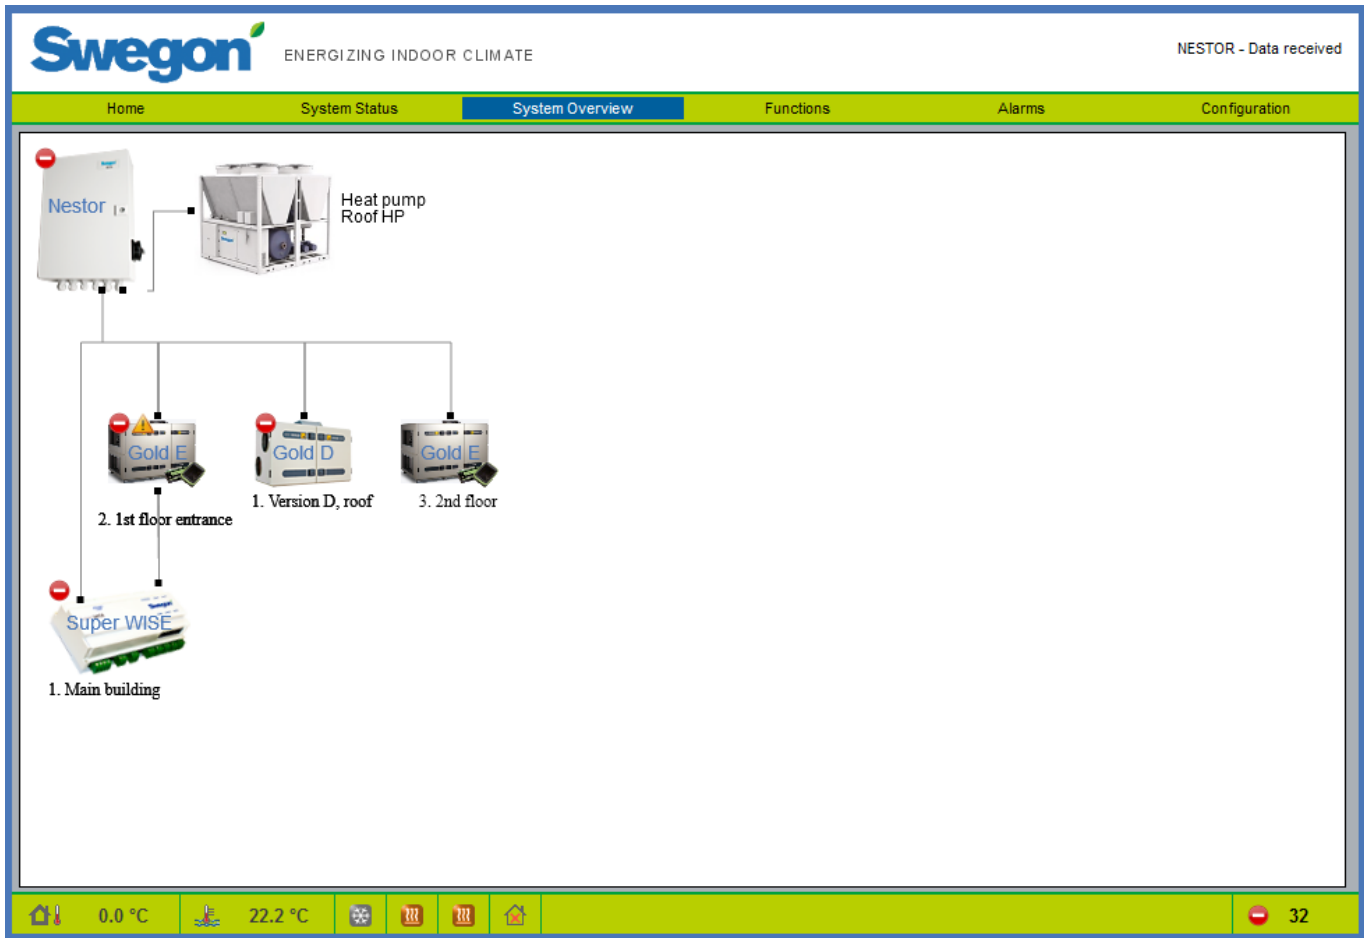 Swegon
ENERGIZING INDOOR CLIMATE
NESTOR - Data received
Home
System Status
System Overview
Functions
Alarms
Configuration
Nestor
Heat pump
Roof HP
Gold E
Gold D
Gold E
1. Version D, roof
3. 2nd floor
2. 1st floor entrance
Super WISE
1. Main building
0.0 °C
22.2 °C
32